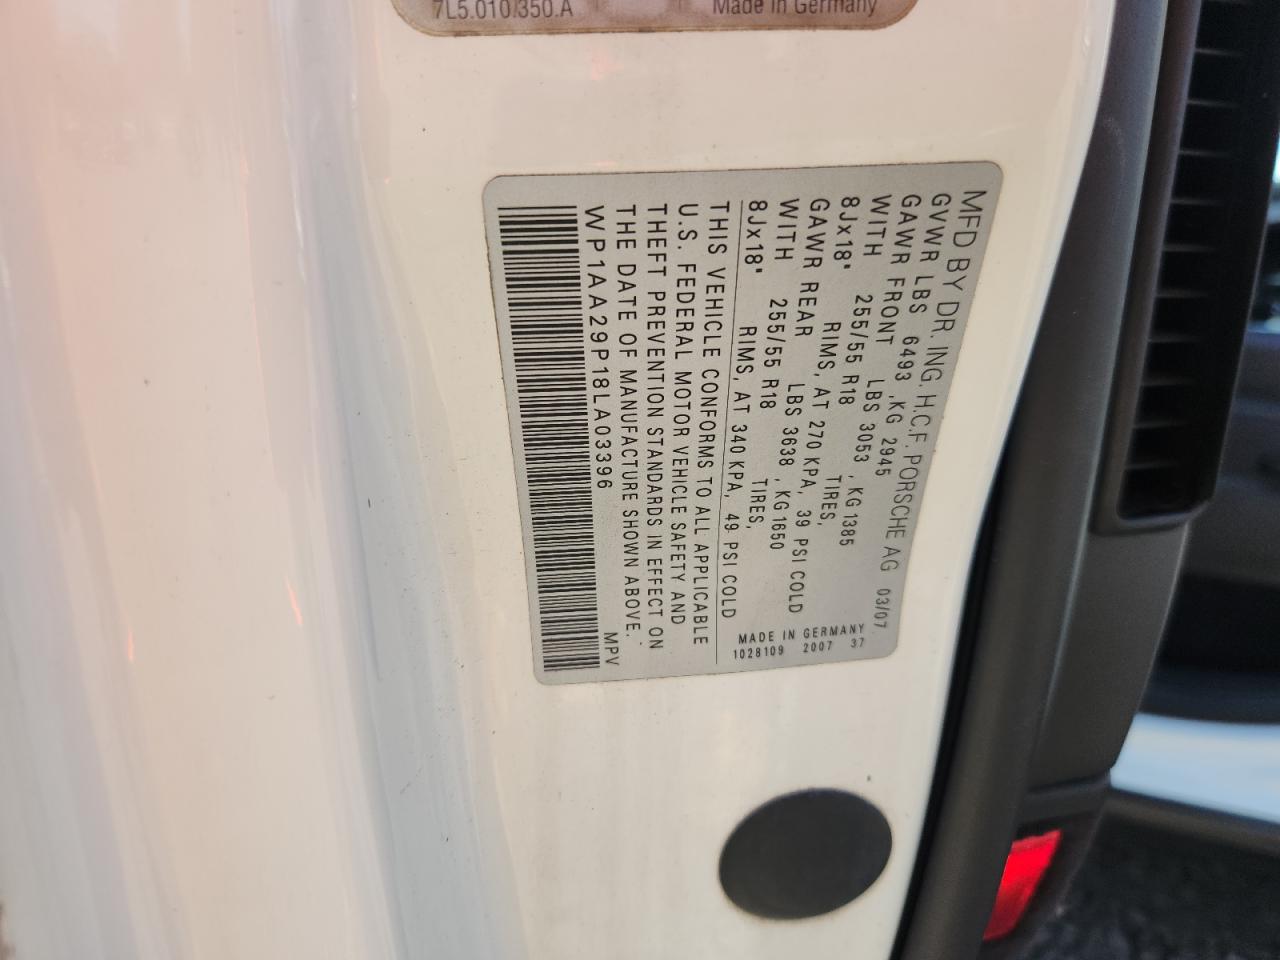 7L5.010.350.A
Made in Germany
MFD BY DR. ING. H.C.F. PORSCHE AG 03/07
GVWR LBS 6493 ,KG 2945
GAWR FRONT LBS 3053 , KG 1385
WITH 255/55 R18 TIRES,
8Jx18" RIMS, AT 270 KPA, 39 PSI COLD
GAWR REAR LBS 3638 , KG 1650
WITH 255/55 R18 TIRES,
8Jx18" RIMS, AT 340 KPA, 49 PSI COLD
MADE IN GERMANY
1028109 2007 37
THIS VEHICLE CONFORMS TO ALL APPLICABLE
U.S. FEDERAL MOTOR VEHICLE SAFETY AND
THEFT PREVENTION STANDARDS IN EFFECT ON
THE DATE OF MANUFACTURE SHOWN ABOVE.
WP1AA29P18LA03396 MPV